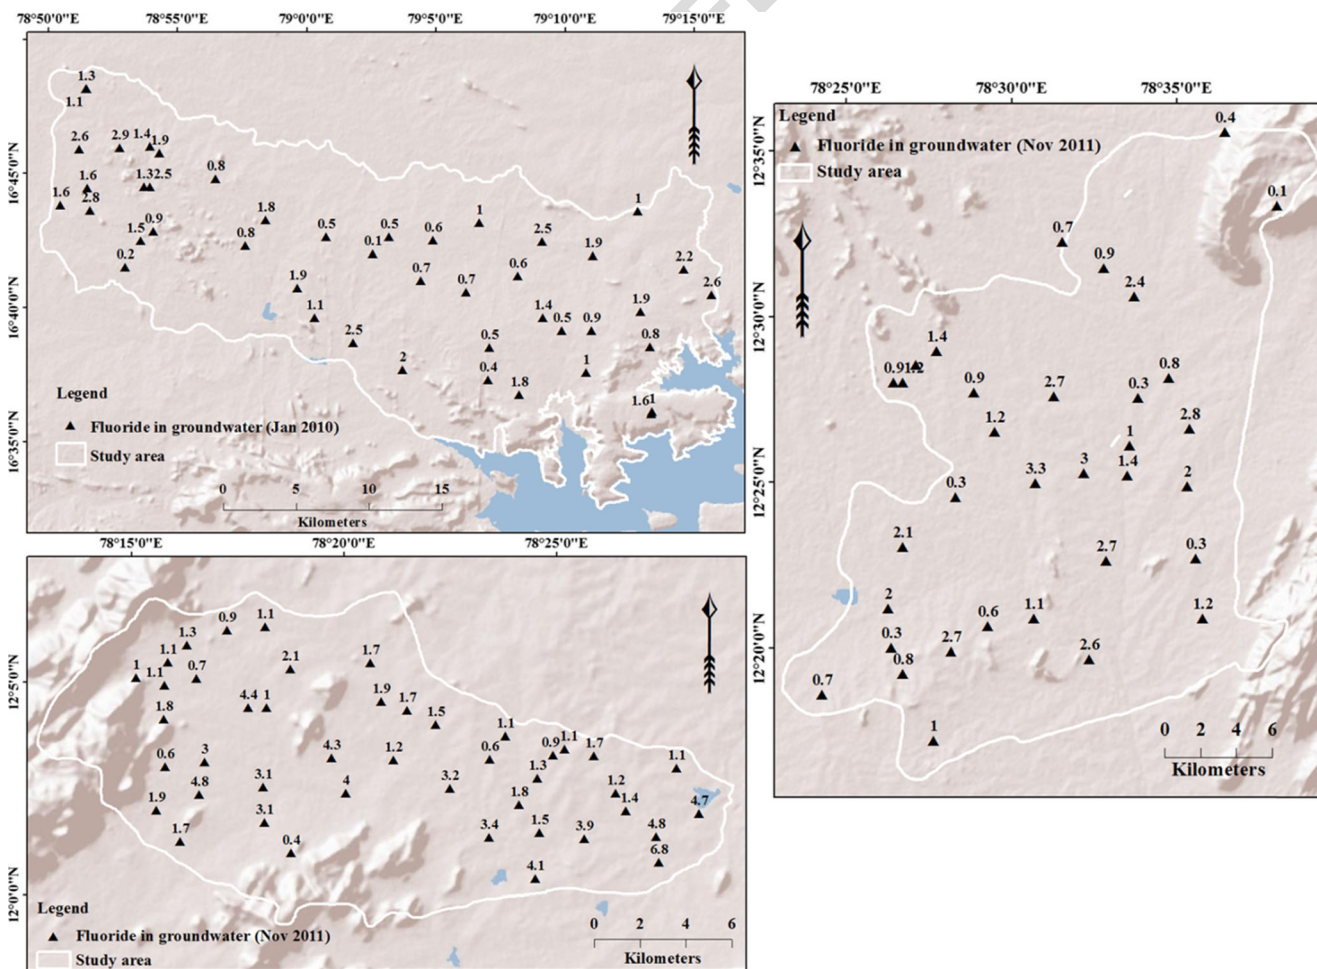 78°50'0"E 78°55'0"E 79°0'0"E 79°5'0"E 79°10'0"E 79°15'0"E
16°45'0"N
16°40'0"N
16°35'0"N
1.3
1.1
2.6 2.9 1.4 1.9
1.6 1.3 2.5 0.8
1.6 2.8
1.5 0.9 1.8
0.2 0.8 0.5 0.5 0.6 1 2.5 1
0.1 1.9 2.2
1.9 0.7 0.7 0.6 2.6
1.1 1.4 0.5 0.9 1.9
2.5 0.5 0.8
2 0.4 1.8 1
1.6 1
Legend
Fluoride in groundwater (Jan 2010)
Study area
0 5 10 15
Kilometers
78°15'0"E 78°20'0"E 78°25'0"E
12°5'0"N
12°0'0"N
0.9 1.1
1.3
1.1 1.7
1 1.1 0.7 2.1
1.8 4.4 1 1.9 1.7
1.5
0.6 3 4.3 1.2 1.1 0.6 0.9 1.1 1.7 1.1
1.9 4.8 3.1 4 3.2 1.3 1.2
1.8 1.4 4.7
1.7 3.1 3.4 1.5 3.9 4.8
0.4 4.1 6.8
Legend
Fluoride in groundwater (Nov 2011)
Study area
0 2 4 6
Kilometers
78°25'0"E 78°30'0"E 78°35'0"E
12°35'0"N
12°30'0"N
12°25'0"N
12°20'0"N
Legend
Fluoride in groundwater (Nov 2011)
Study area
0.4
0.1
0.7
0.9
2.4
1.4
0.9 1.2 0.9 2.7 0.3 0.8
1.2 1 2.8
0.3 3.3 3 1.4 2
2.1 2.7 0.3
2 0.6 1.1 1.2
0.3 2.7 2.6
0.8
0.7
1
0 2 4 6
Kilometers